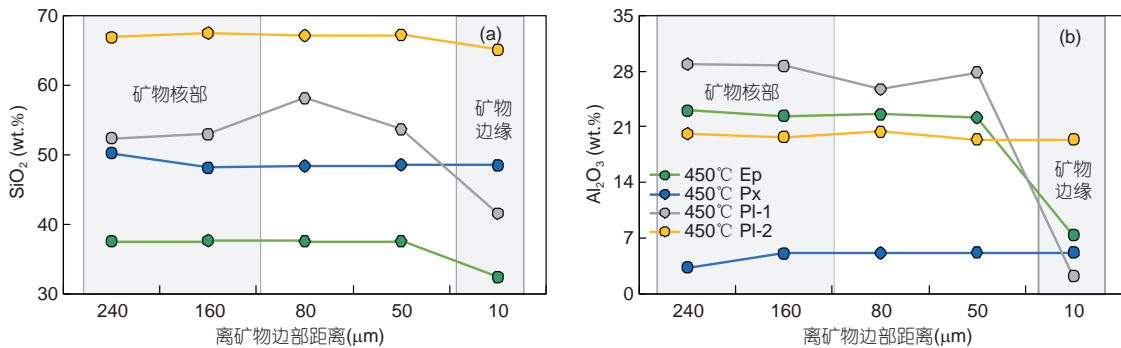 70
60
50
40
30
SiO₂ (wt.%)
(a)
矿物核部
矿物
边缘
240
160
80
50
10
离矿物边部距离(μm)
35
28
21
14
7
0
Al₂O₃ (wt.%)
(b)
矿物核部
矿物
边缘
450℃ Ep
450℃ Px
450℃ Pl-1
450℃ Pl-2
240
160
80
50
10
离矿物边部距离(μm)